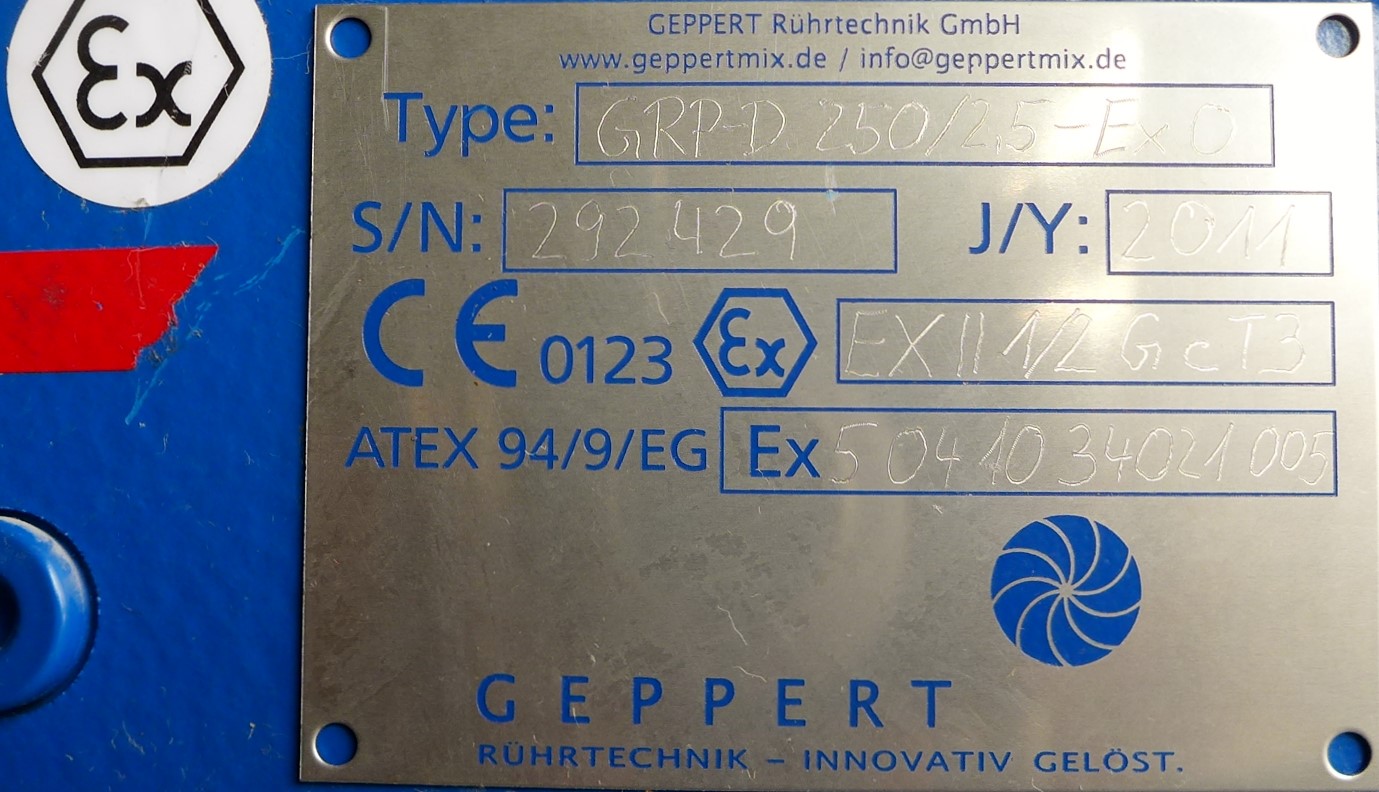 Ex
GEPPERT Rührtechnik GmbH
www.geppertmix.de / info@geppertmix.de
Type: GRP-D. 250/2,5-Ex 0
S/N: 292429 J/Y: 2011
CE 0123 Ex EX II 1/2 G c T3
ATEX 94/9/EG Ex 5 04 10 34021 005
GEPPERT
RÜHRTECHNIK – INNOVATIV GELÖST.